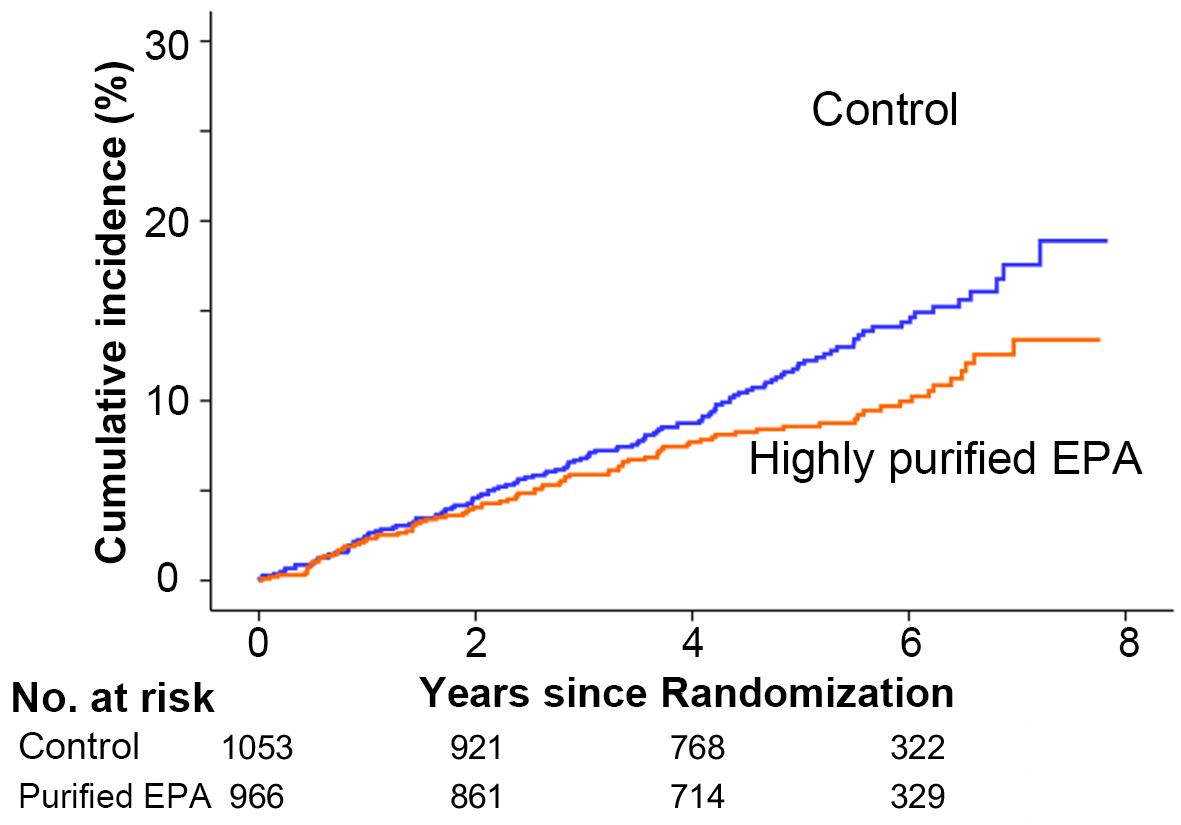 Cumulative incidence (%)
30
20
10
0
Control
Highly purified EPA
0 2 4 6 8
Years since Randomization
No. at risk
Control 1053 921 768 322
Purified EPA 966 861 714 329